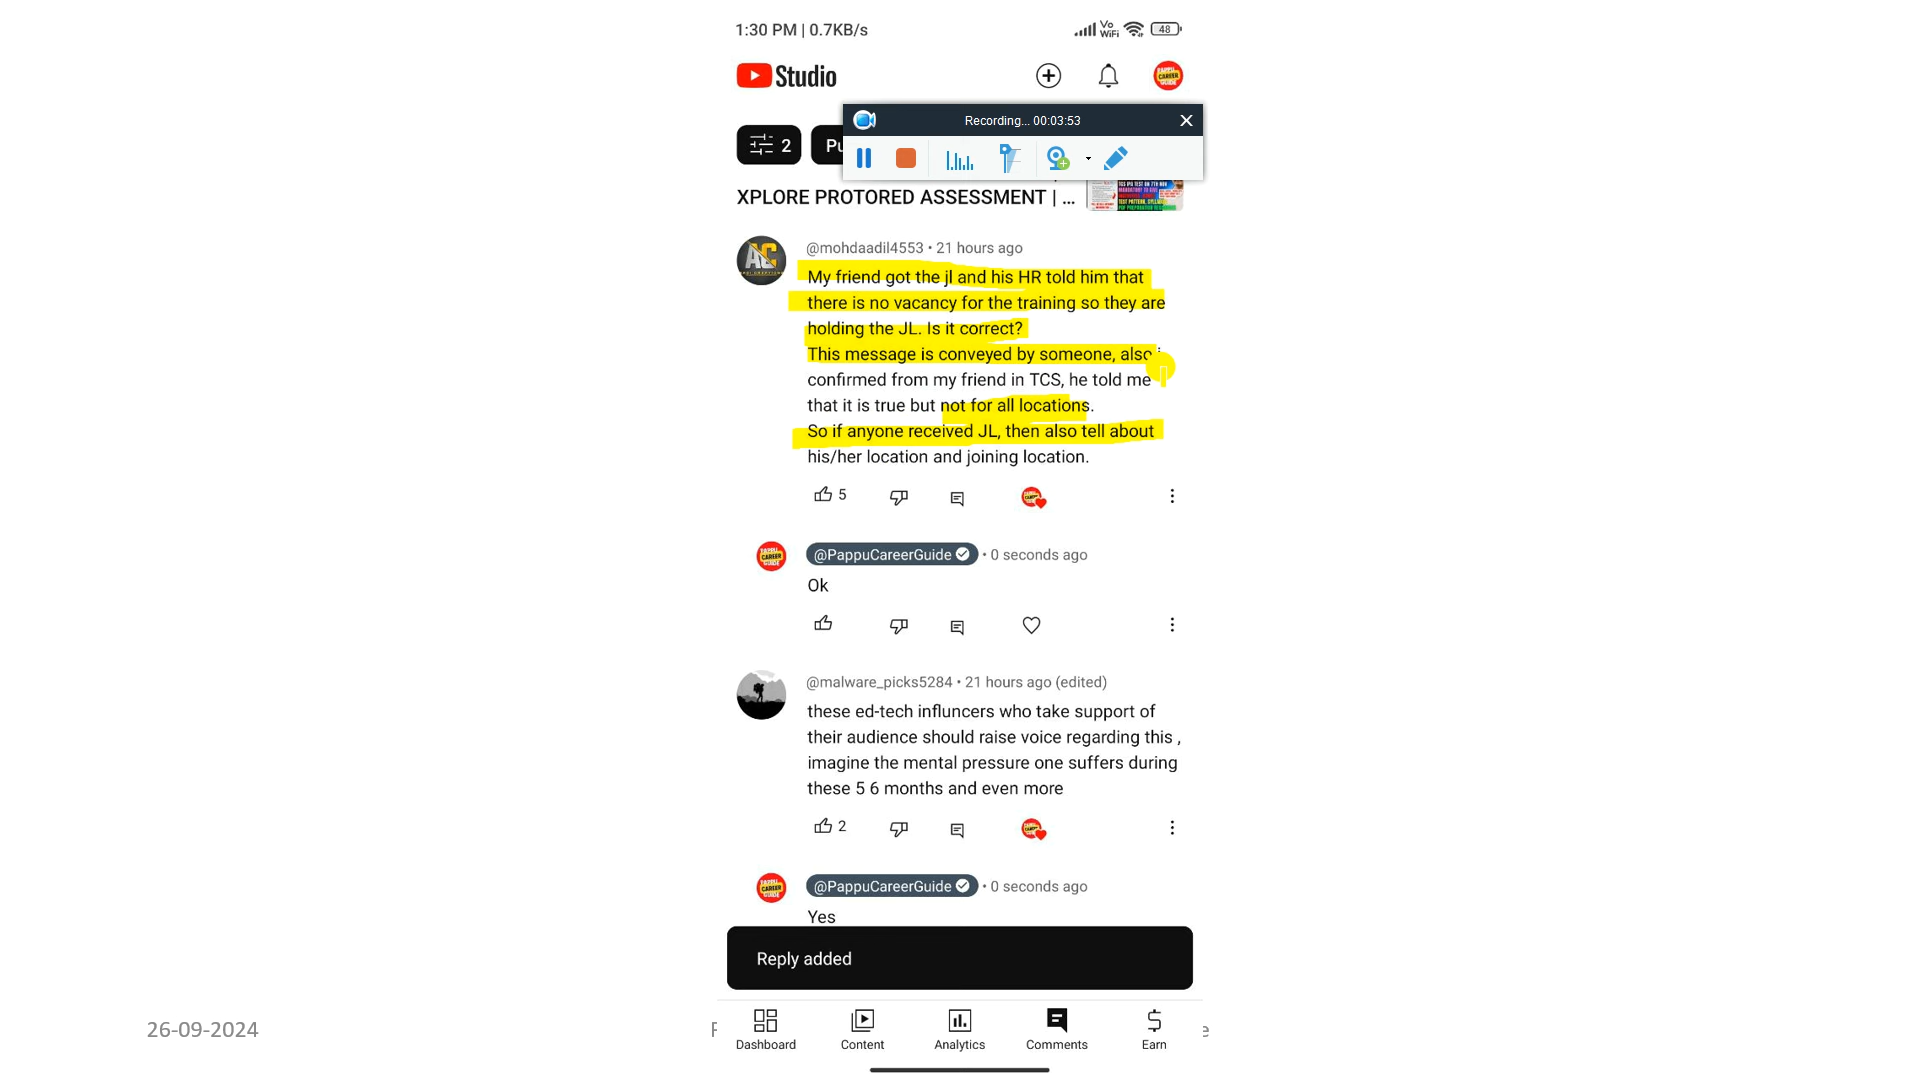 1:30 PM | 0.7KB/s
Vo WiFi
48
Studio
CAREER
Recording... 00:03:53
2
Pu
XPLORE PROTORED ASSESSMENT | ...
@mohdaadil4553 • 21 hours ago
My friend got the jl and his HR told him that
there is no vacancy for the training so they are
holding the JL. Is it correct?
This message is conveyed by someone, also i
confirmed from my friend in TCS, he told me
that it is true but not for all locations.
So if anyone received JL, then also tell about
his/her location and joining location.
5
@PappuCareerGuide • 0 seconds ago
Ok
@malware_picks5284 • 21 hours ago (edited)
these ed-tech influncers who take support of
their audience should raise voice regarding this ,
imagine the mental pressure one suffers during
these 5 6 months and even more
2
@PappuCareerGuide • 0 seconds ago
Yes
Reply added
26-09-2024
Dashboard
Content
Analytics
Comments
Earn